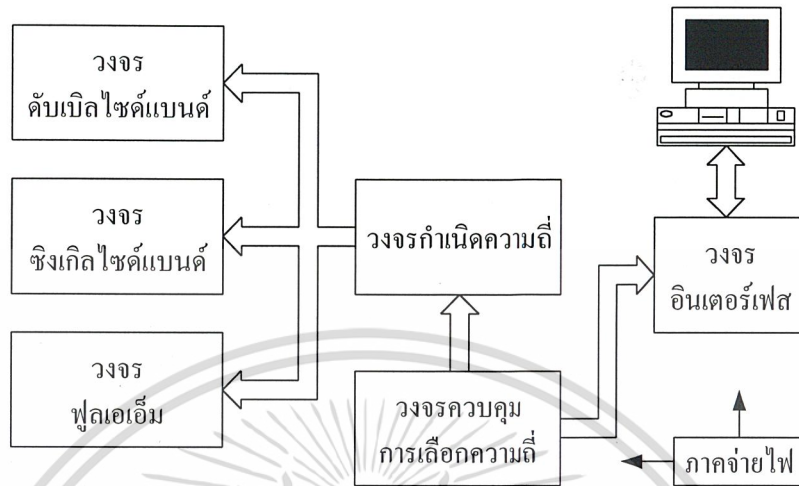 วงจร
ดับเบิลไซด์แบนด์
วงจร
ซิงเกิลไซด์แบนด์
วงจร
ฟูลเอเอ็ม
วงจรกำเนิดความถี่
วงจรควบคุม
การเลือกความถี่
วงจร
อินเตอร์เฟส
ภาคจ่ายไฟ